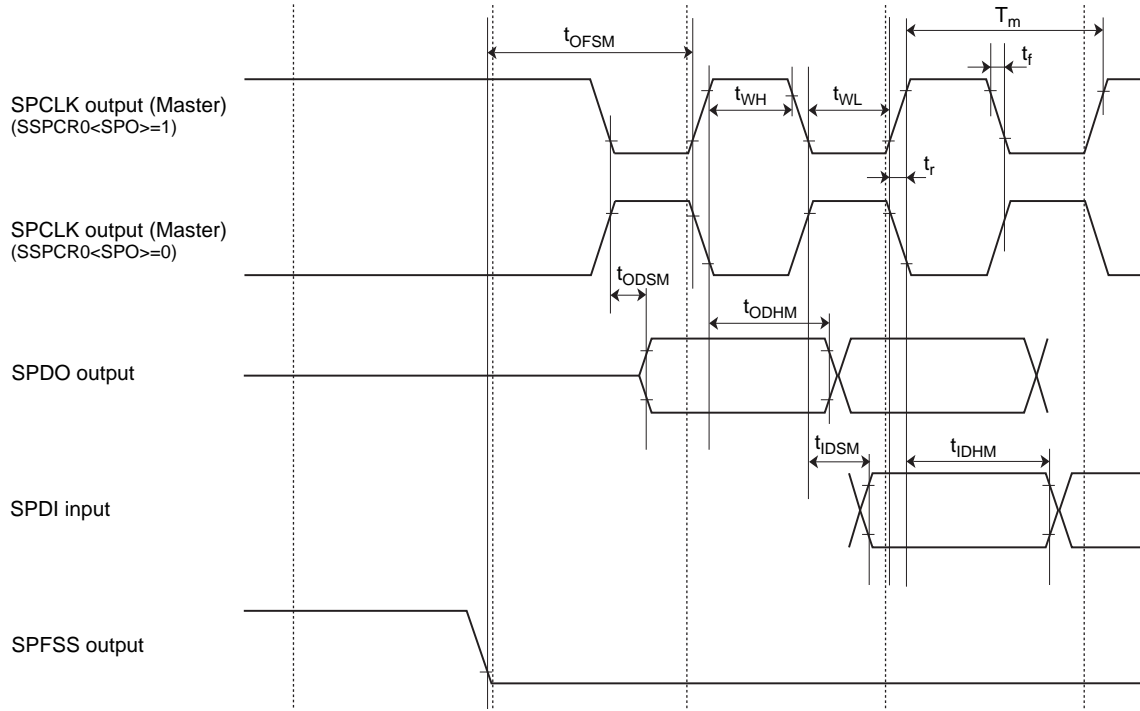 T_m
t_OFSM
t_f
SPCLK output (Master)
(SSPCR0<SPO>=1)
t_WH
t_WL
t_r
SPCLK output (Master)
(SSPCR0<SPO>=0)
t_ODSM
t_ODHM
SPDO output
t_IDSM
t_IDHM
SPDI input
SPFSS output